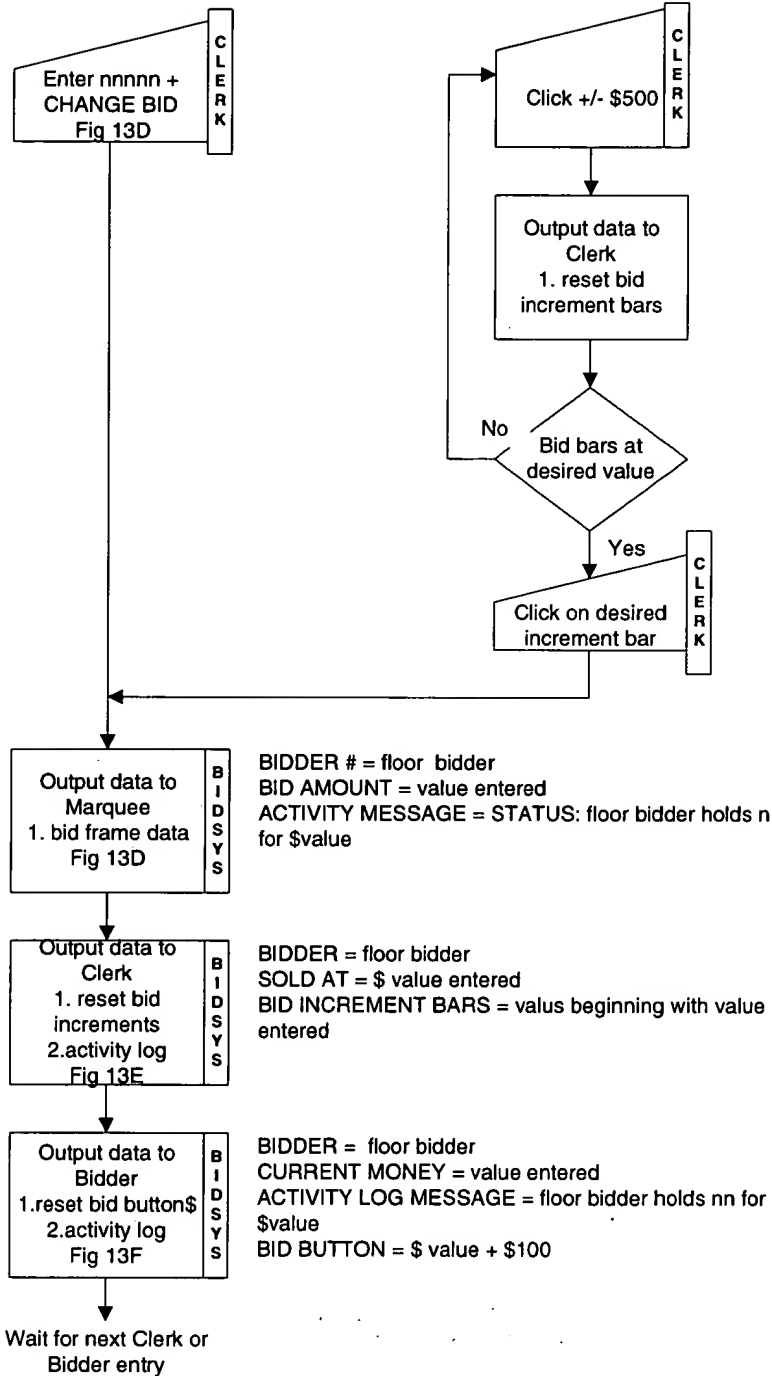 Enter nnnnn +
CHANGE BID
Fig 13D
CLERK
Click +/- $500
CLERK
Output data to
Clerk
1. reset bid
increment bars
No
Bid bars at
desired value
Yes
Click on desired
increment bar
CLERK
Output data to
Marquee
1. bid frame data
Fig 13D
BIDSYS
BIDDER # = floor bidder
BID AMOUNT = value entered
ACTIVITY MESSAGE = STATUS: floor bidder holds n
for $value
Output data to
Clerk
1. reset bid
increments
2.activity log
Fig 13E
BIDSYS
BIDDER = floor bidder
SOLD AT = $ value entered
BID INCREMENT BARS = valus beginning with value
entered
Output data to
Bidder
1.reset bid button$
2.activity log
Fig 13F
BIDSYS
BIDDER = floor bidder
CURRENT MONEY = value entered
ACTIVITY LOG MESSAGE = floor bidder holds nn for
$value
BID BUTTON = $ value + $100
Wait for next Clerk or
Bidder entry